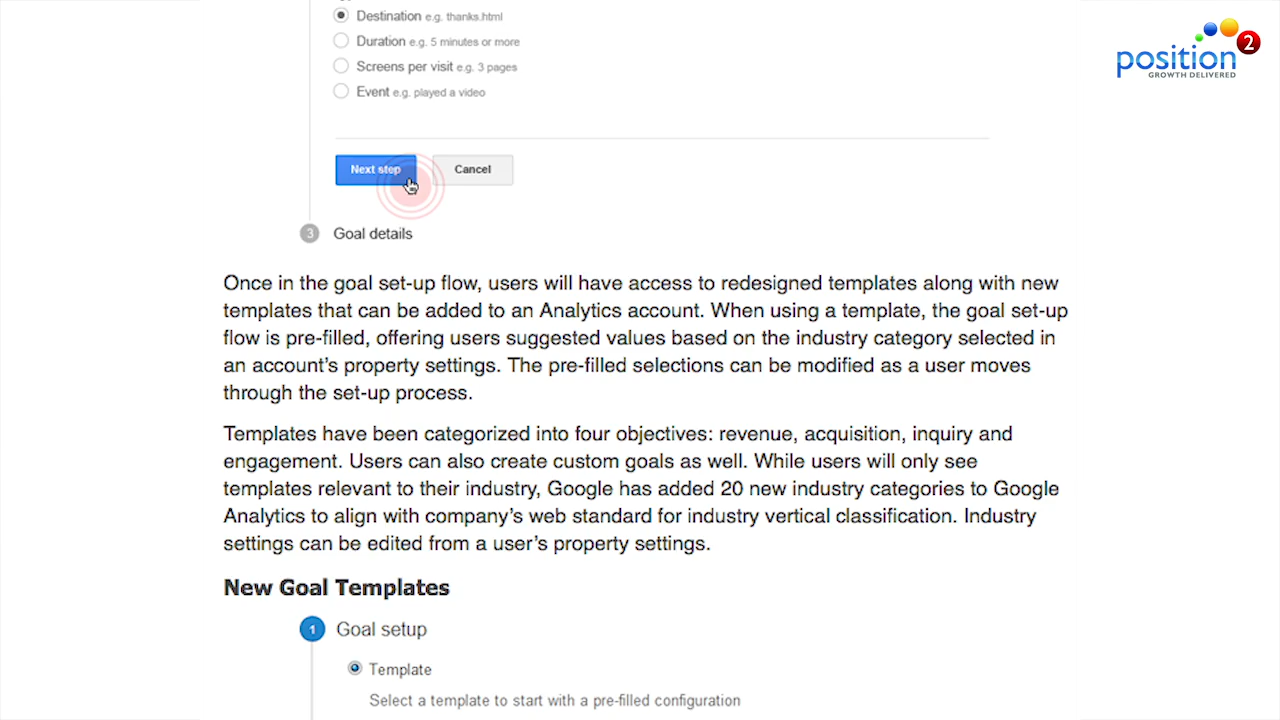 Destination e.g. thanks.html
Duration e.g. 5 minutes or more
Screens per visit e.g. 3 pages
Event e.g. played a video
position 2
GROWTH DELIVERED
Next step Cancel
3 Goal details
Once in the goal set-up flow, users will have access to redesigned templates along with new
templates that can be added to an Analytics account. When using a template, the goal set-up
flow is pre-filled, offering users suggested values based on the industry category selected in
an account’s property settings. The pre-filled selections can be modified as a user moves
through the set-up process.
Templates have been categorized into four objectives: revenue, acquisition, inquiry and
engagement. Users can also create custom goals as well. While users will only see
templates relevant to their industry, Google has added 20 new industry categories to Google
Analytics to align with company’s web standard for industry vertical classification. Industry
settings can be edited from a user’s property settings.
New Goal Templates
1 Goal setup
Template
Select a template to start with a pre-filled configuration